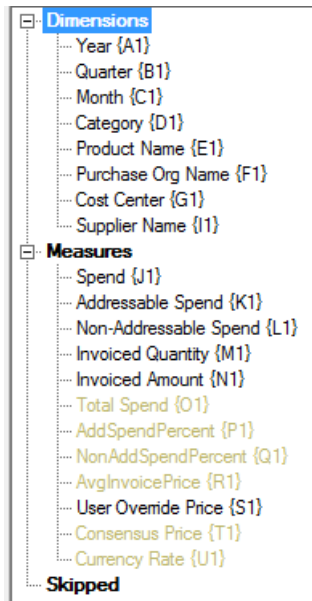 Dimensions
Year {A1}
Quarter {B1}
Month {C1}
Category {D1}
Product Name {E1}
Purchase Org Name {F1}
Cost Center {G1}
Supplier Name {I1}
Measures
Spend {J1}
Addressable Spend {K1}
Non-Addressable Spend {L1}
Invoiced Quantity {M1}
Invoiced Amount {N1}
Total Spend {O1}
AddSpendPercent {P1}
NonAddSpendPercent {Q1}
AvgInvoicePrice {R1}
User Override Price {S1}
Consensus Price {T1}
Currency Rate {U1}
Skipped